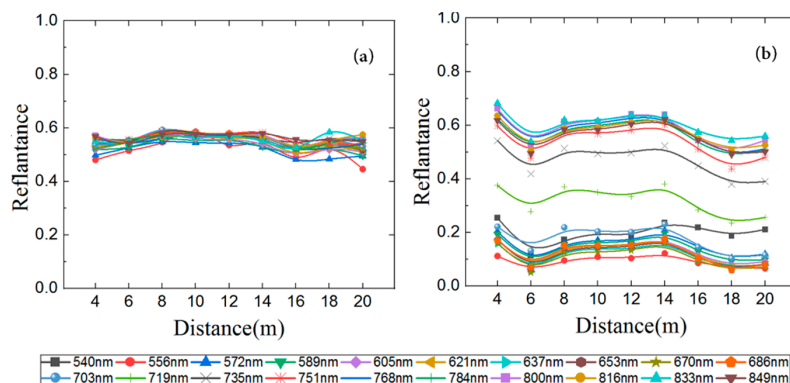 (a)
1.0
0.8
0.6
0.4
0.2
0.0
Reflantance
4 6 8 10 12 14 16 18 20
Distance(m)
(b)
1.0
0.8
0.6
0.4
0.2
0.0
Reflantance
4 6 8 10 12 14 16 18 20
Distance(m)
540nm 556nm 572nm 589nm 605nm 621nm 637nm 653nm 670nm 686nm
703nm 719nm 735nm 751nm 768nm 784nm 800nm 816nm 833nm 849nm